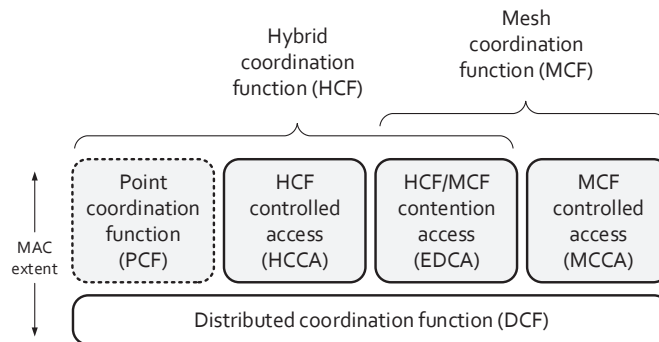 Hybrid
coordination
function (HCF)
Mesh
coordination
function (MCF)
MAC
extent
Point
coordination
function
(PCF)
HCF
controlled
access
(HCCA)
HCF/MCF
contention
access
(EDCA)
MCF
controlled
access
(MCCA)
Distributed coordination function (DCF)